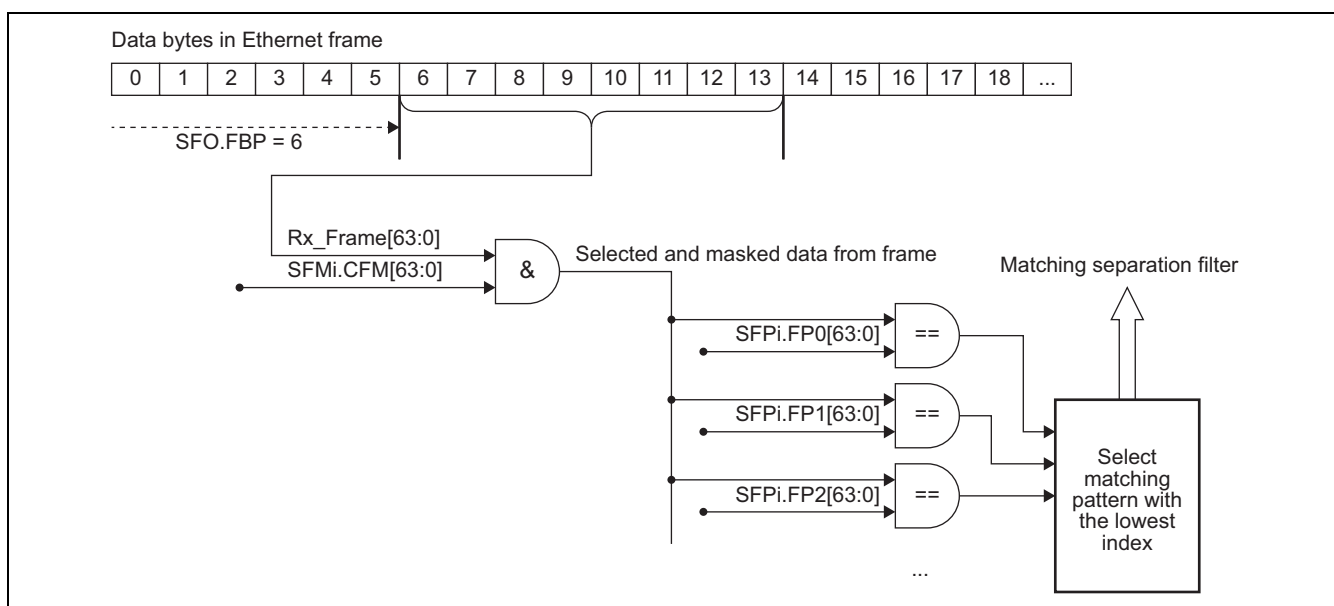 Data bytes in Ethernet frame
0 1 2 3 4 5 6 7 8 9 10 11 12 13 14 15 16 17 18 ...
SFO.FBP = 6
Rx_Frame[63:0]
SFMi.CFM[63:0]
&
Selected and masked data from frame
Matching separation filter
SFPi.FP0[63:0]
==
SFPi.FP1[63:0]
==
SFPi.FP2[63:0]
==
Select
matching
pattern with
the lowest
index
...